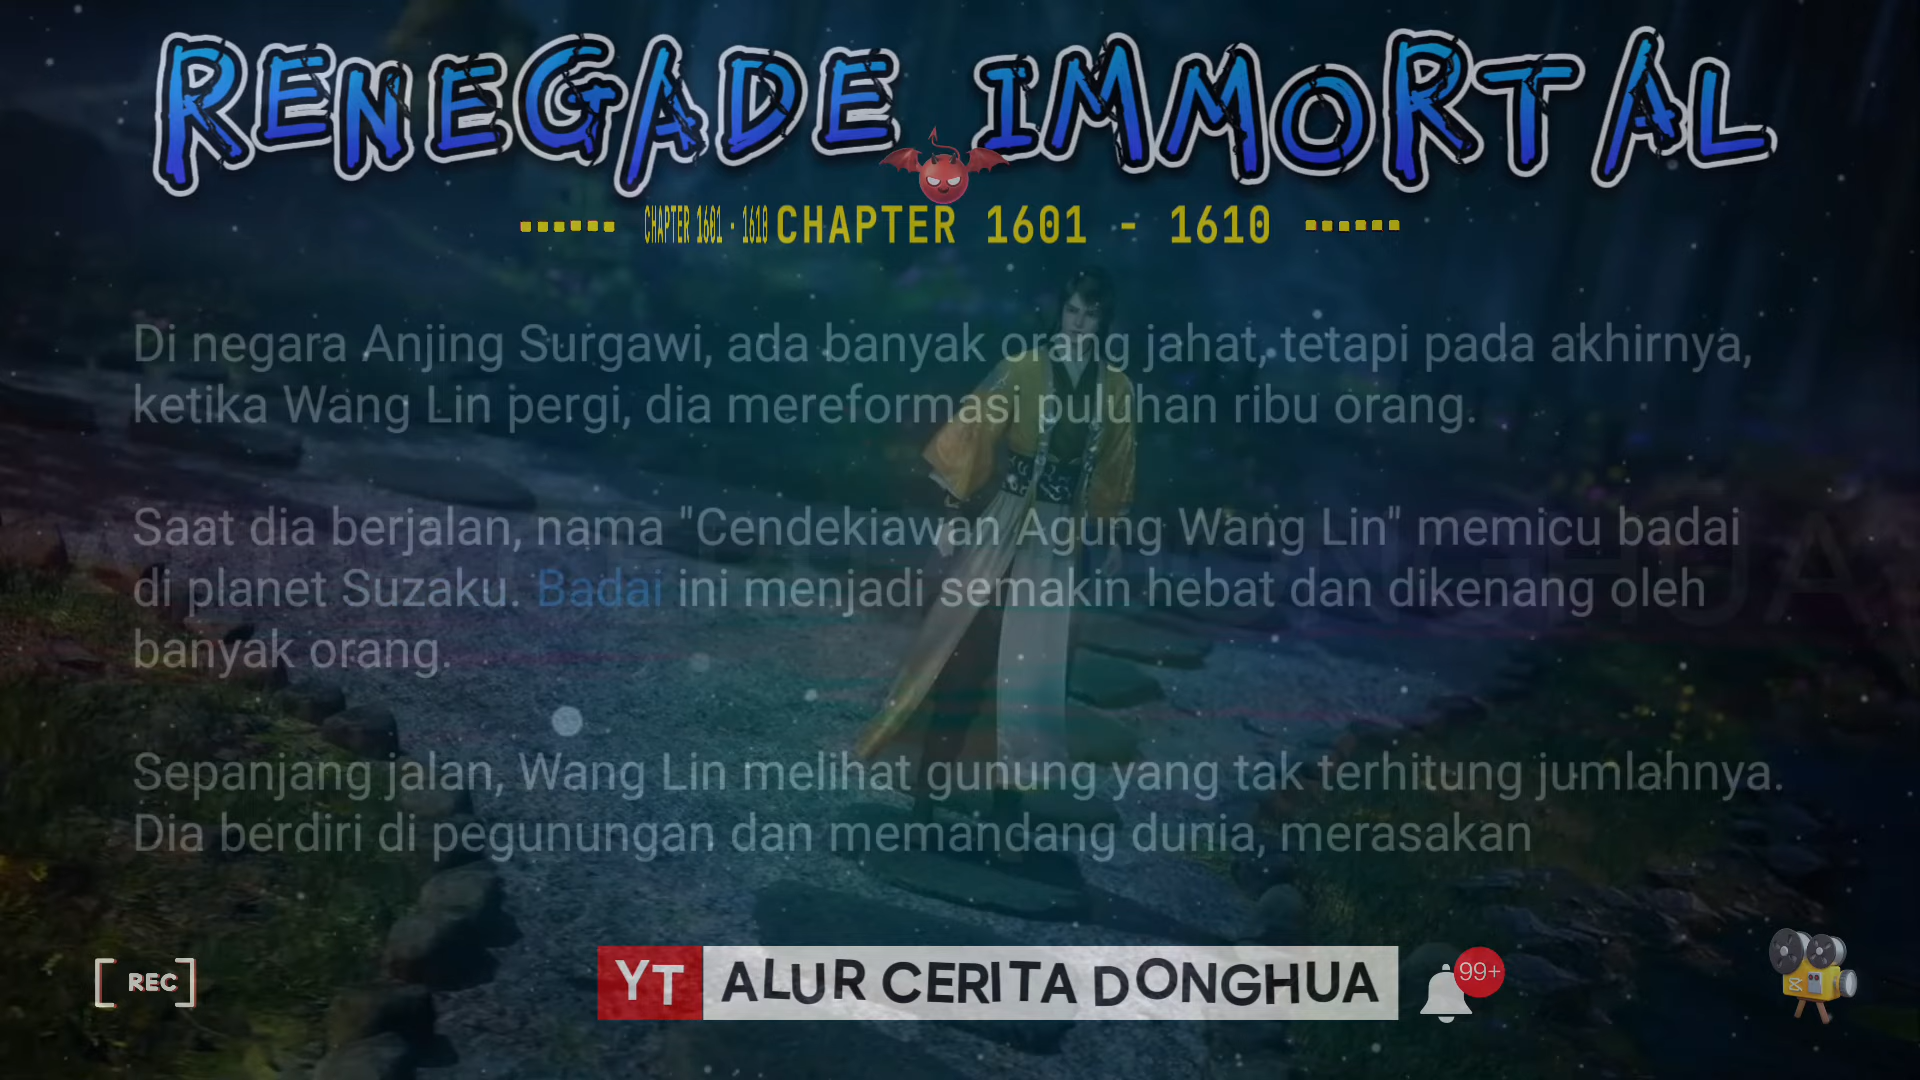 RENEGADE IMMORTAL
CHAPTER 1601 - 1610 CHAPTER 1601 - 1610
Di negara Anjing Surgawi, ada banyak orang jahat, tetapi pada akhirnya,
ketika Wang Lin pergi, dia mereformasi puluhan ribu orang.
Saat dia berjalan, nama "Cendekiawan Agung Wang Lin" memicu badai
di planet Suzaku. Badai ini menjadi semakin hebat dan dikenang oleh
banyak orang.
Sepanjang jalan, Wang Lin melihat gunung yang tak terhitung jumlahnya.
Dia berdiri di pegunungan dan memandang dunia, merasakan
[REC]
YT ALUR CERITA DONGHUA 99+